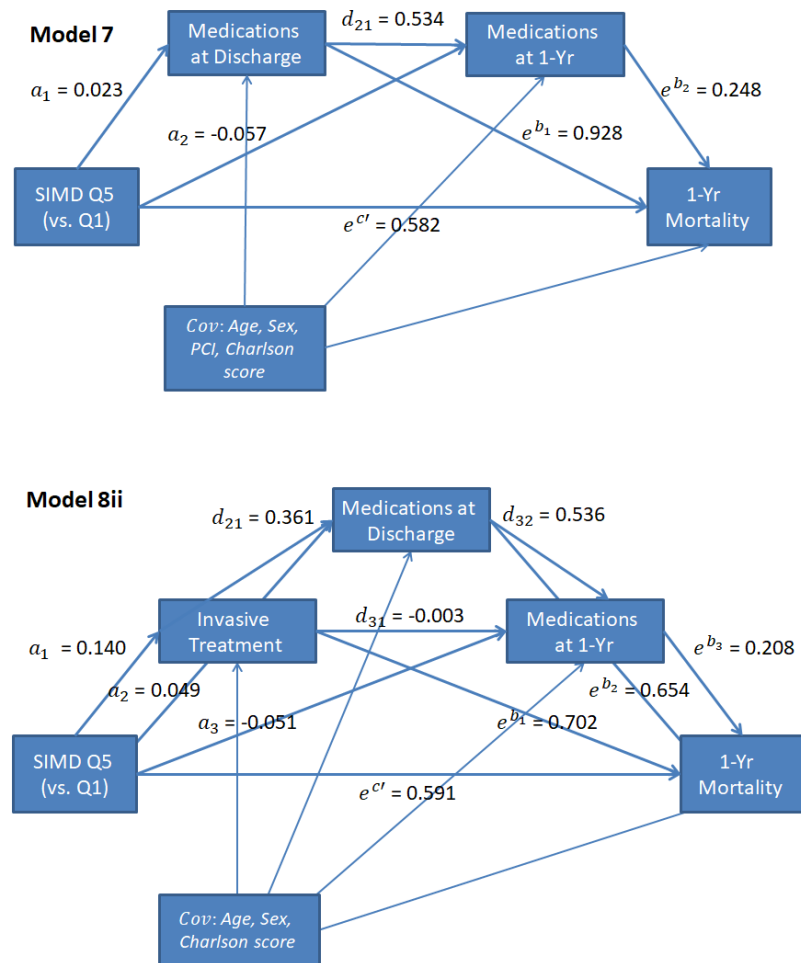 Model 7
Medications
at Discharge
d₂₁ = 0.534
Medications
at 1-Yr
a₁ = 0.023
a₂ = -0.057
e^{b₁} = 0.928
e^{b₂} = 0.248
SIMD Q5
(vs. Q1)
e^{c′} = 0.582
1-Yr
Mortality
Cov: Age, Sex,
PCI, Charlson
score
Model 8ii
d₂₁ = 0.361
Medications at
Discharge
d₃₂ = 0.536
Invasive
Treatment
d₃₁ = -0.003
Medications
at 1-Yr
a₁ = 0.140
a₂ = 0.049
a₃ = -0.051
e^{b₁} = 0.702
e^{b₂} = 0.654
e^{b₃} = 0.208
SIMD Q5
(vs. Q1)
e^{c′} = 0.591
1-Yr
Mortality
Cov: Age, Sex,
Charlson score